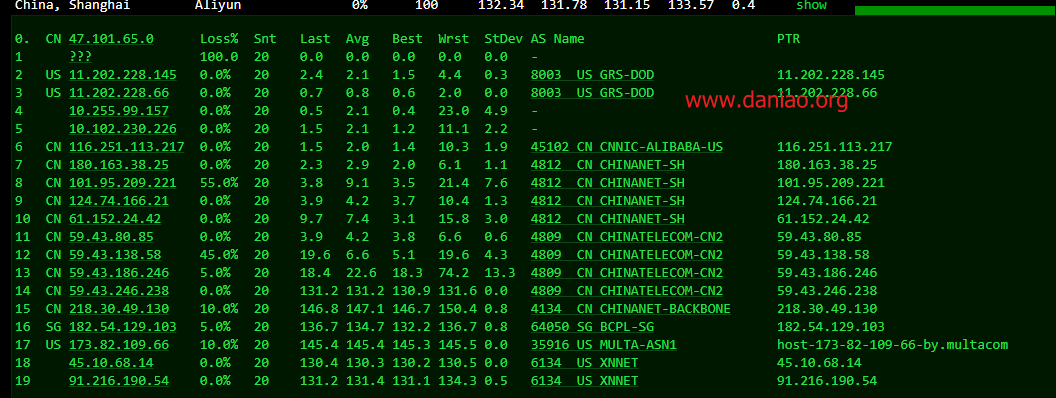 China, Shanghai Aliyun 0% 100 132.34 131.78 131.15 133.57 0.4 show
0. CN 47.101.65.0 Loss% Snt Last Avg Best Wrst StDev AS Name PTR
1 ??? 100.0 20 0.0 0.0 0.0 0.0 0.0 -
2 US 11.202.228.145 0.0% 20 2.4 2.1 1.5 4.4 0.3 8003 US GRS-DOD 11.202.228.145
3 US 11.202.228.66 0.0% 20 0.7 0.8 0.6 2.0 0.0 8003 US GRS-DOD 11.202.228.66
www.daniao.org
4 10.255.99.157 0.0% 20 0.5 2.1 0.4 23.0 4.9 -
5 10.102.230.226 0.0% 20 1.5 2.1 1.2 11.1 2.2 -
6 CN 116.251.113.217 0.0% 20 1.5 2.0 1.4 10.3 1.9 45102 CN CNNIC-ALIBABA-US 116.251.113.217
7 CN 180.163.38.25 0.0% 20 2.3 2.9 2.0 6.1 1.1 4812 CN CHINANET-SH 180.163.38.25
8 CN 101.95.209.221 55.0% 20 3.8 9.1 3.5 21.4 7.6 4812 CN CHINANET-SH 101.95.209.221
9 CN 124.74.166.21 0.0% 20 3.9 4.2 3.7 10.4 1.3 4812 CN CHINANET-SH 124.74.166.21
10 CN 61.152.24.42 0.0% 20 9.7 7.4 3.1 15.8 3.0 4812 CN CHINANET-SH 61.152.24.42
11 CN 59.43.80.85 0.0% 20 3.9 4.2 3.8 6.6 0.6 4809 CN CHINATELECOM-CN2 59.43.80.85
12 CN 59.43.138.58 45.0% 20 19.6 6.6 5.1 19.6 4.3 4809 CN CHINATELECOM-CN2 59.43.138.58
13 CN 59.43.186.246 5.0% 20 18.4 22.6 18.3 74.2 13.3 4809 CN CHINATELECOM-CN2 59.43.186.246
14 CN 59.43.246.238 0.0% 20 131.2 131.2 130.9 131.6 0.0 4809 CN CHINATELECOM-CN2 59.43.246.238
15 CN 218.30.49.130 10.0% 20 146.8 147.1 146.7 150.4 0.8 4134 CN CHINANET-BACKBONE 218.30.49.130
16 SG 182.54.129.103 5.0% 20 136.7 134.7 132.2 136.7 0.8 64050 SG BCPL-SG 182.54.129.103
17 US 173.82.109.66 10.0% 20 145.4 145.4 145.3 145.5 0.0 35916 US MULTA-ASN1 host-173-82-109-66-by.multacom
18 45.10.68.14 0.0% 20 130.4 130.3 130.2 130.5 0.0 6134 US XNNET 45.10.68.14
19 91.216.190.54 0.0% 20 131.2 131.4 131.1 134.3 0.5 6134 US XNNET 91.216.190.54